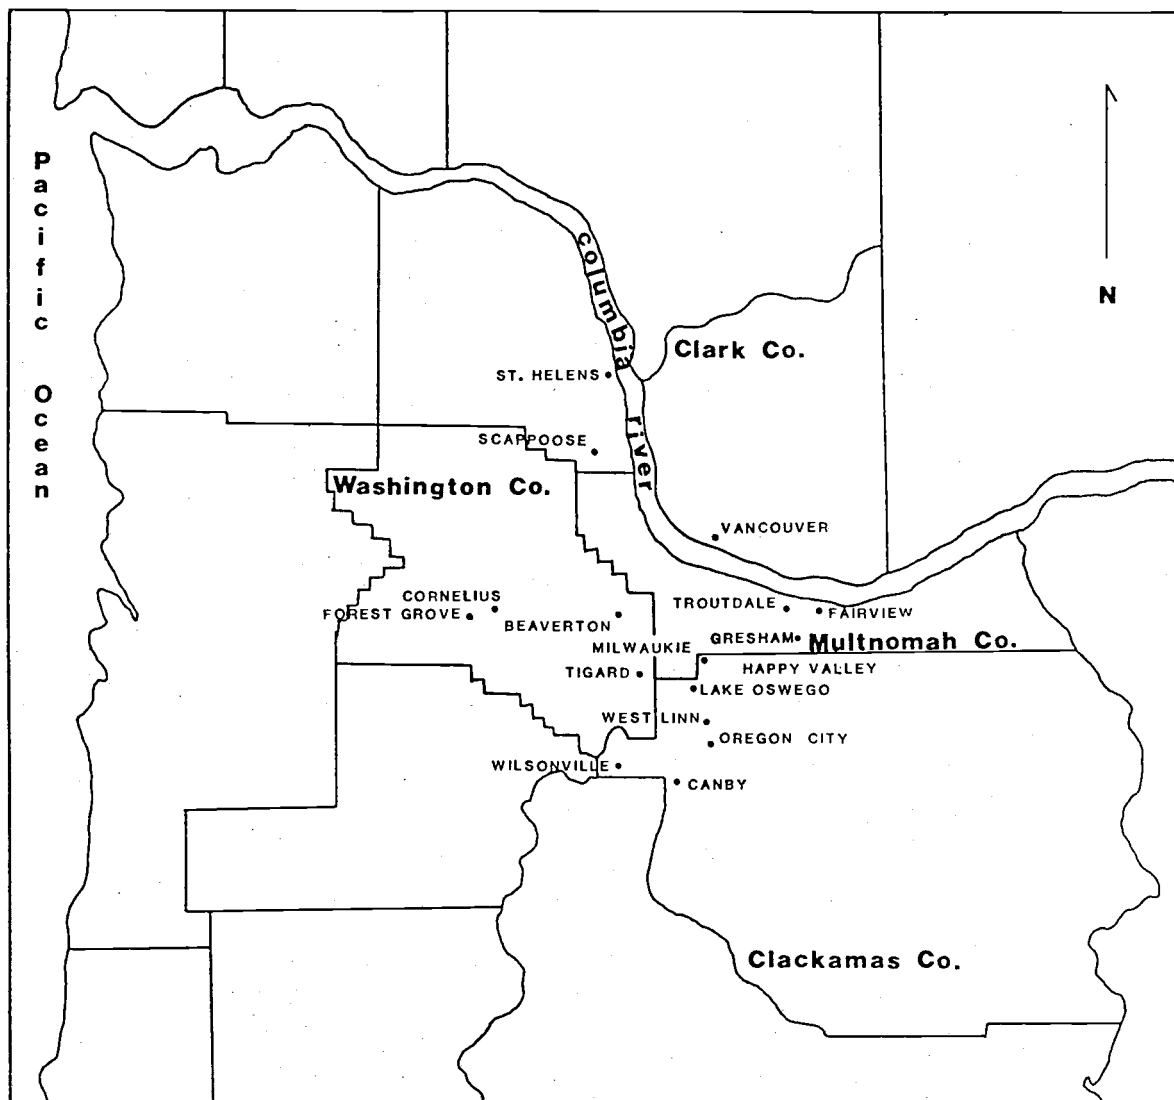 Pacific Ocean
N
columbia river
Clark Co.
ST. HELENS
SCAPPOOSE
Washington Co.
VANCOUVER
CORNELIUS
FOREST GROVE
BEAVERTON
TROUTDALE
FAIRVIEW
MILWAUKIE
GRESHAM
Multnomah Co.
TIGARD
HAPPY VALLEY
LAKE OSWEGO
WEST LINN
OREGON CITY
WILSONVILLE
CANBY
Clackamas Co.